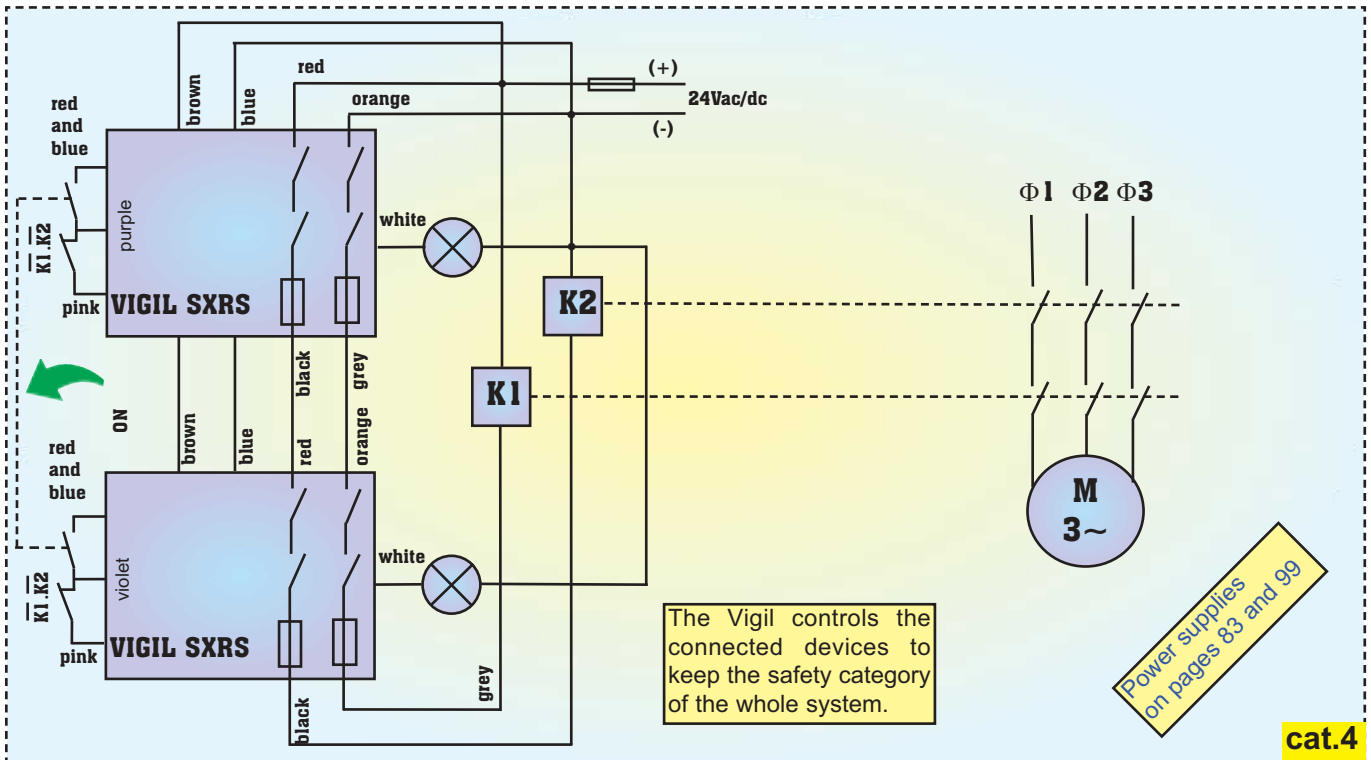 brown
blue
red
(+)
24Vac/dc
orange
(-)
red
and
blue
purple
K1.K2
pink
VIGIL SXRS
white
K2
K1
Φ1 Φ2 Φ3
black
grey
ON
brown
blue
red
orange
red
and
blue
violet
K1.K2
pink
VIGIL SXRS
white
black
grey
M
3~
The Vigil controls the
connected devices to
keep the safety category
of the whole system.
Power supplies
on pages 83 and 99
cat.4